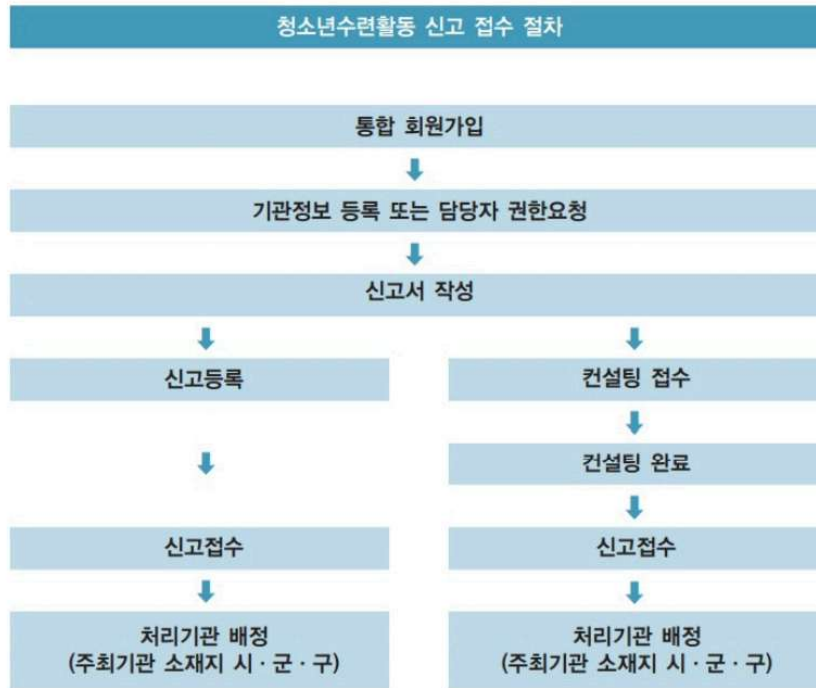 청소년수련활동 신고 접수 절차
통합 회원가입
기관정보 등록 또는 담당자 권한요청
신고서 작성
신고등록
컨설팅 접수
컨설팅 완료
신고접수
신고접수
처리기관 배정
(주최기관 소재지 시·군·구)
처리기관 배정
(주최기관 소재지 시·군·구)